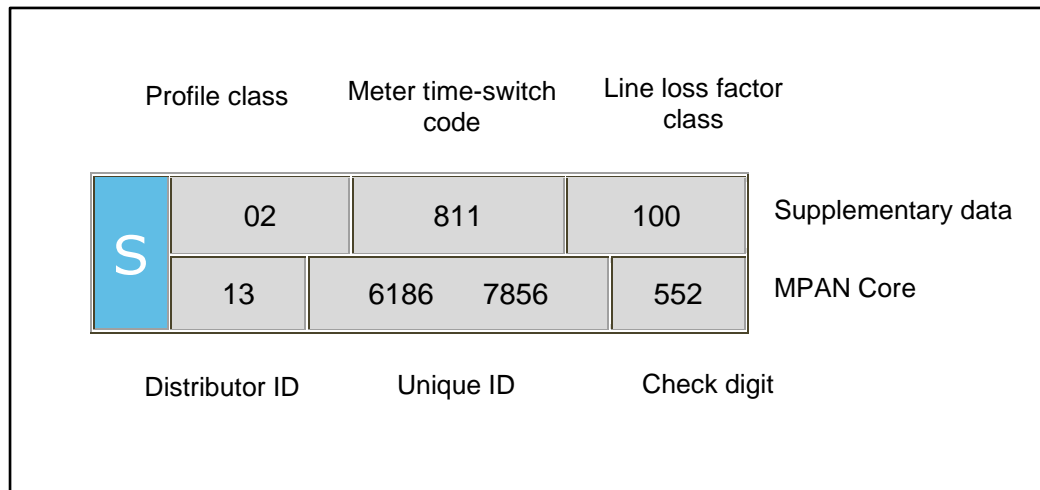 Profile class
Meter time-switch
code
Line loss factor
class
S
02 811 100
Supplementary data
13 6186 7856 552
MPAN Core
Distributor ID
Unique ID
Check digit